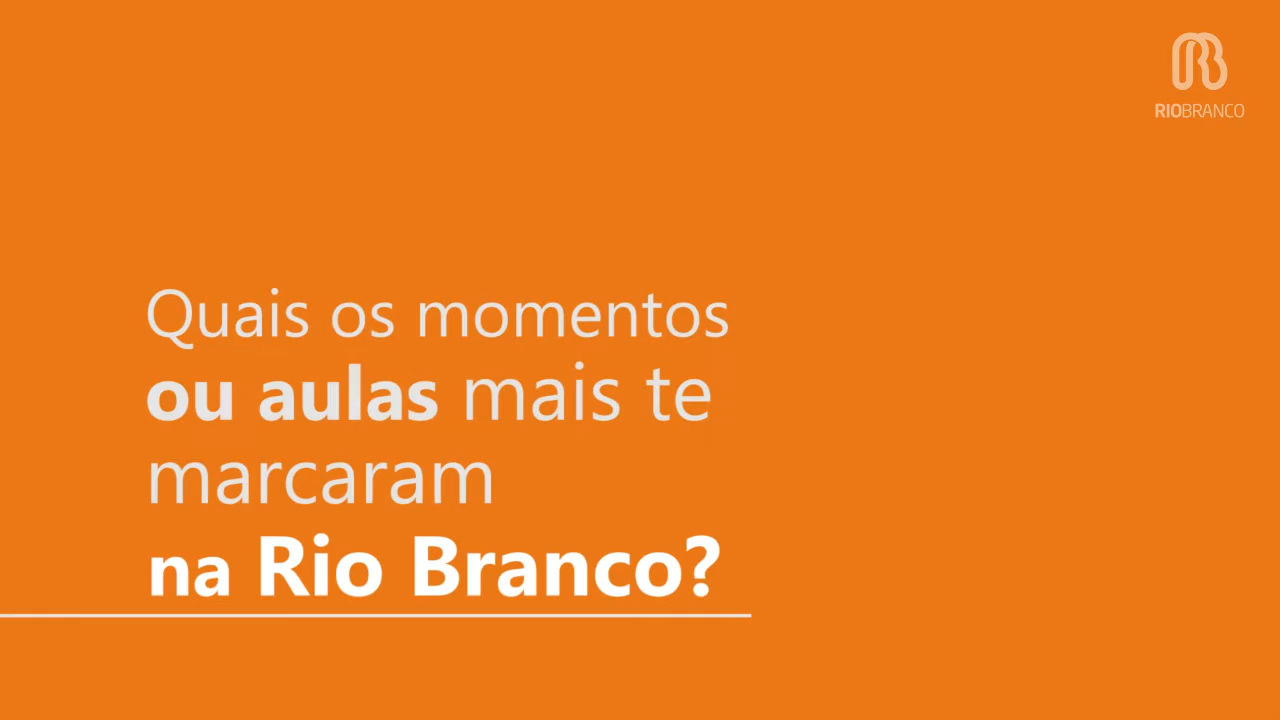 RIOBRANCO
Quais os momentos
ou aulas mais te
marcaram
na Rio Branco?